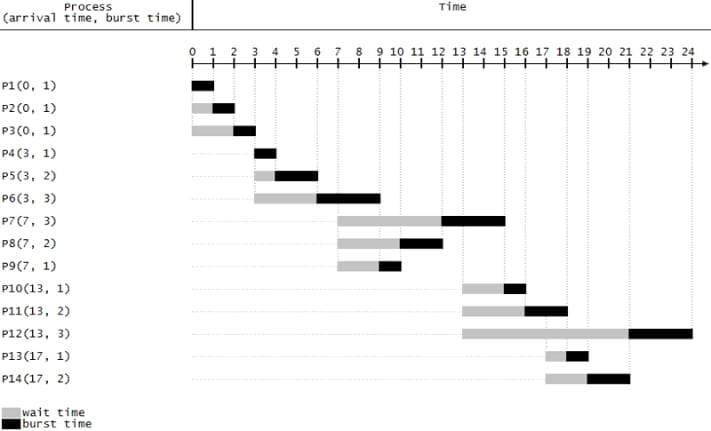 Process
(arrival time, burst time)
Time
0 1 2 3 4 5 6 7 8 9 10 11 12 13 14 15 16 17 18 19 20 21 22 23 24
P1(0, 1)
P2(0, 1)
P3(0, 1)
P4(3, 1)
P5(3, 2)
P6(3, 3)
P7(7, 3)
P8(7, 2)
P9(7, 1)
P10(13, 1)
P11(13, 2)
P12(13, 3)
P13(17, 1)
P14(17, 2)
wait time
burst time